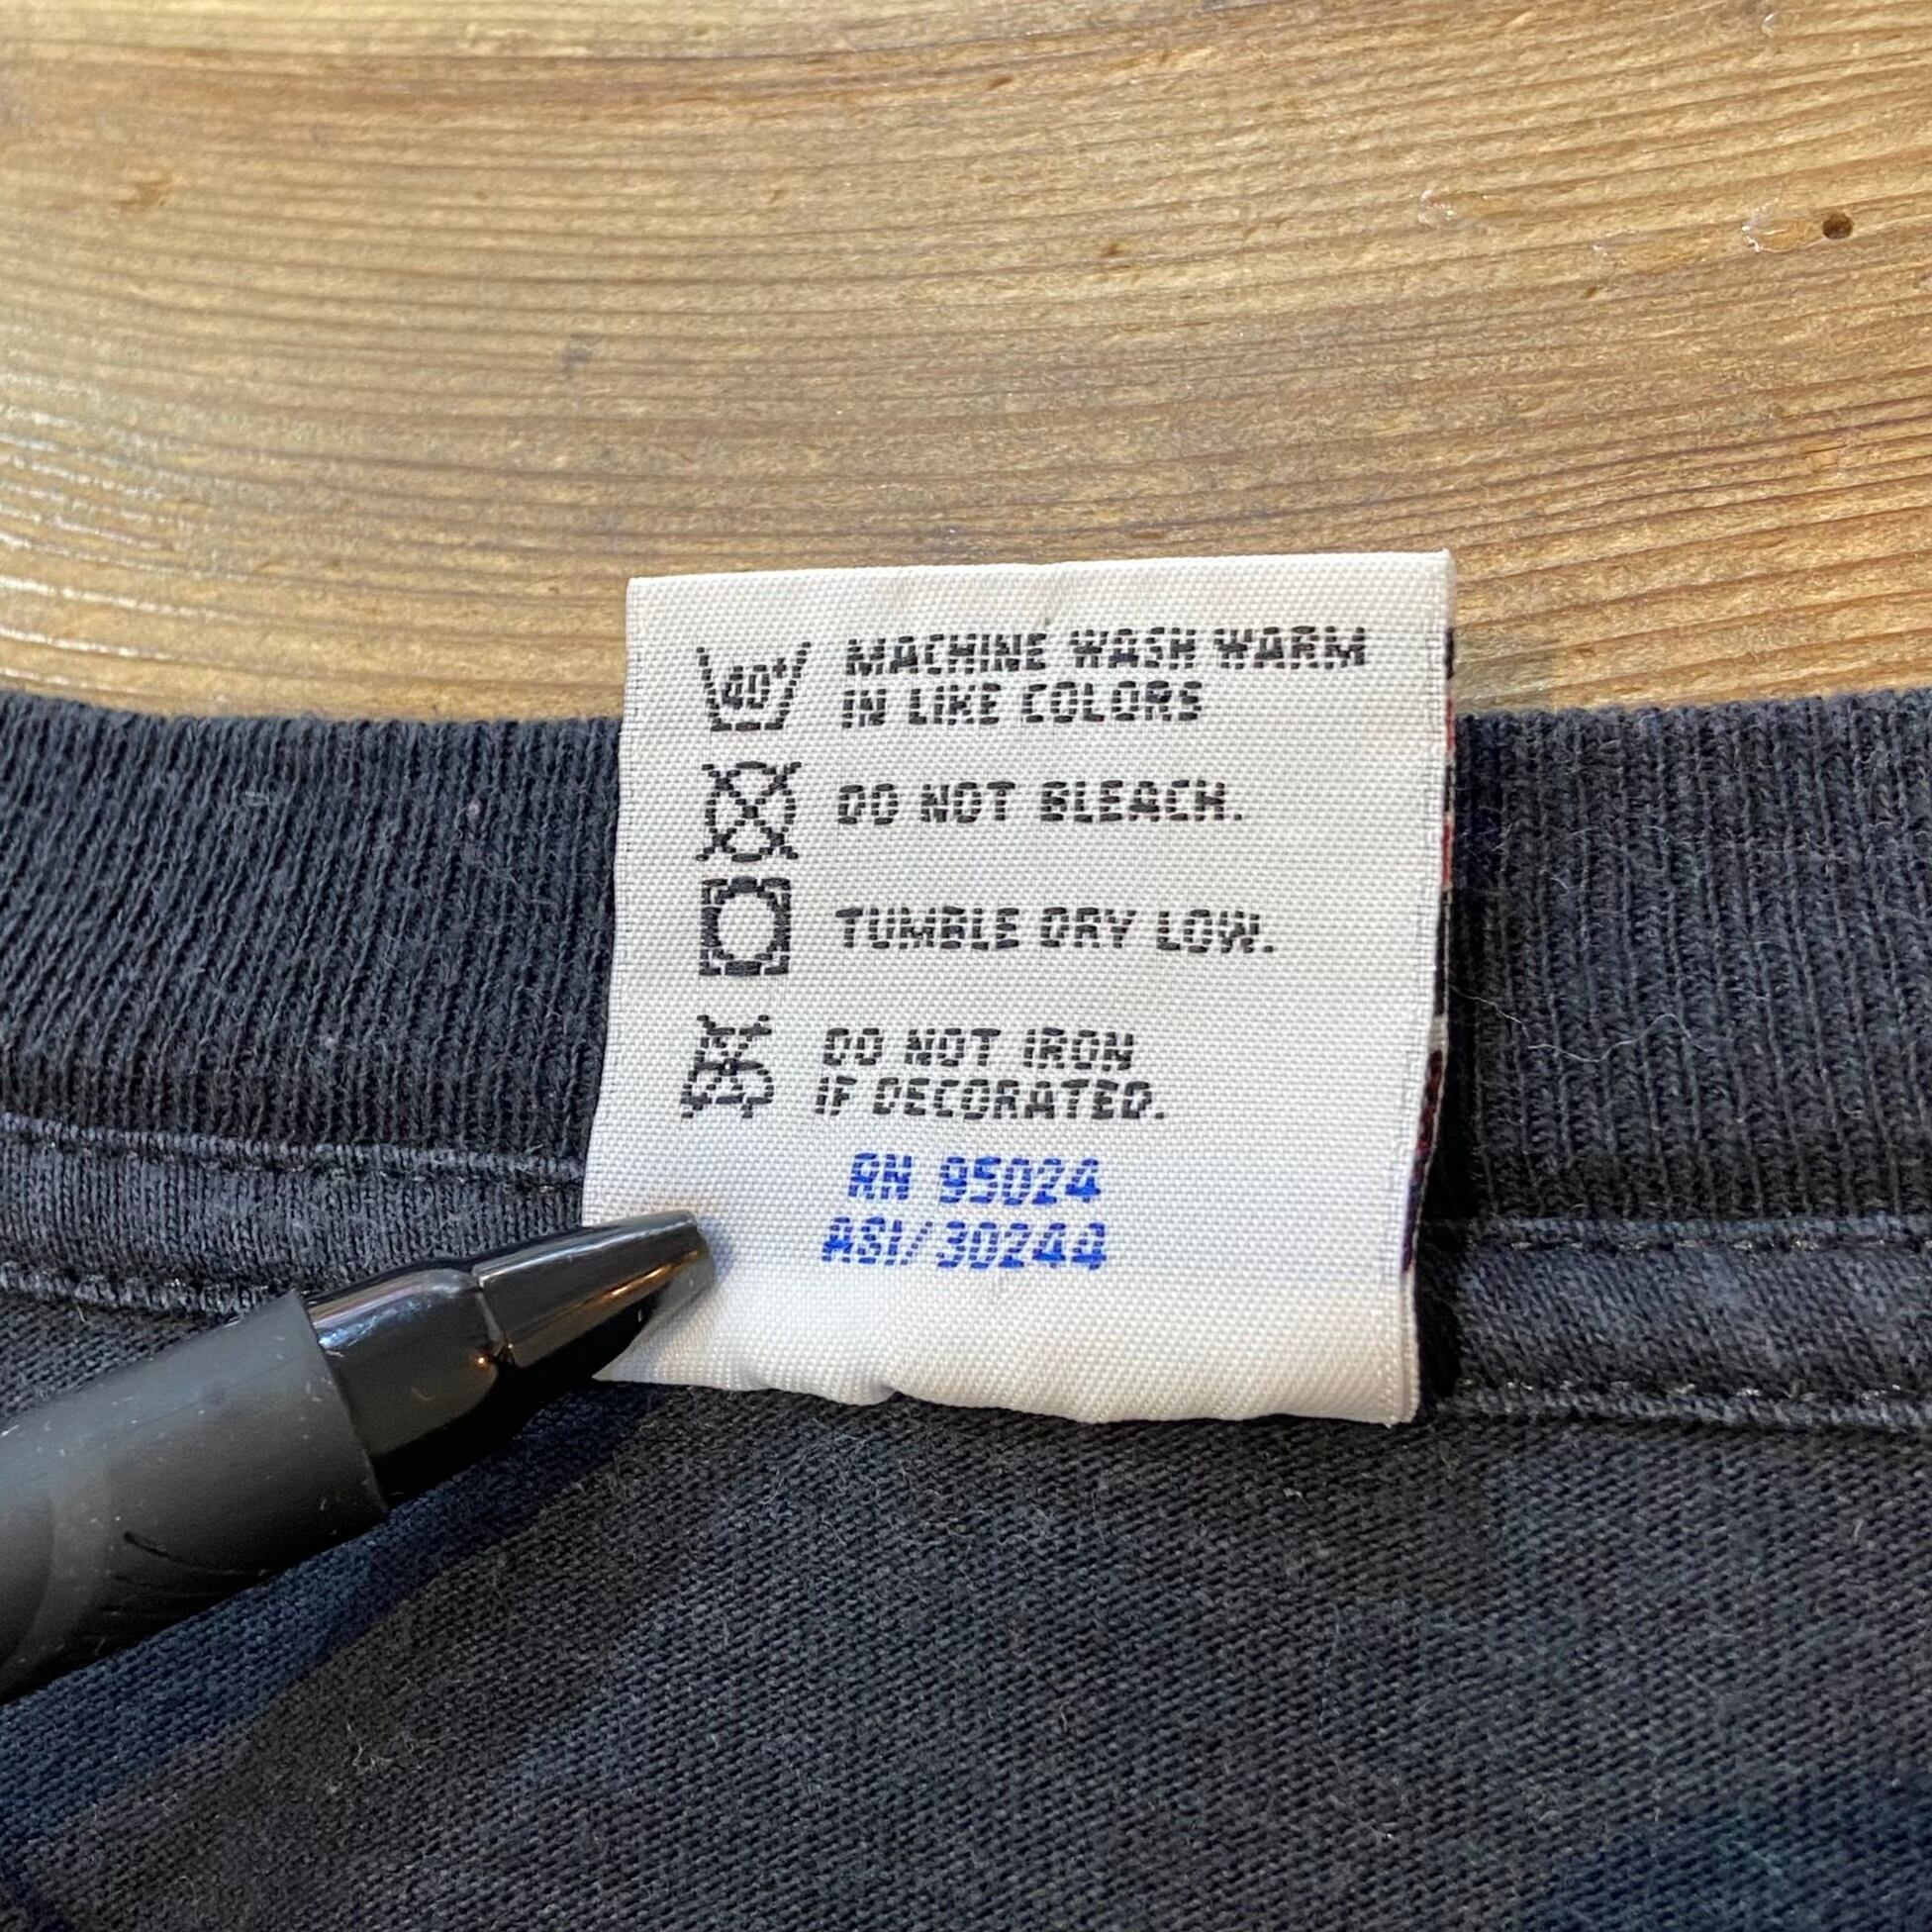 40°
MACHINE WASH WARM
IN LIKE COLORS
DO NOT BLEACH.
TUMBLE DRY LOW.
DO NOT IRON
IF DECORATED.
RN 95024
ASI/30244